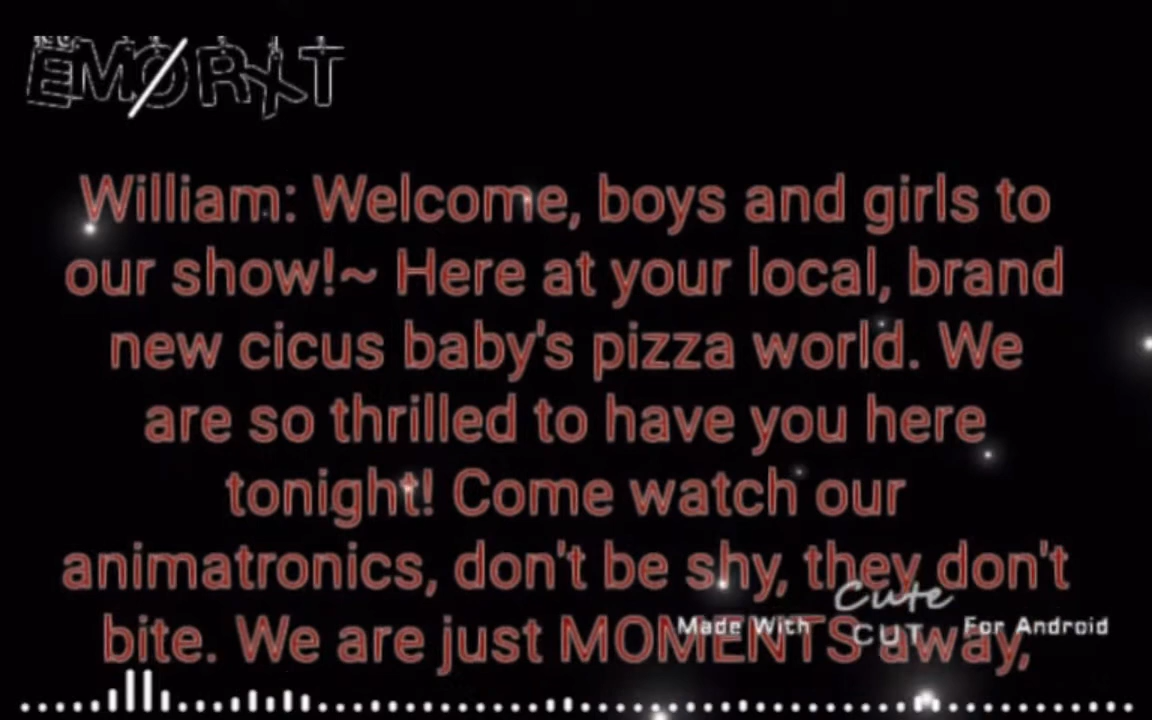 EMØRXT
William: Welcome, boys and girls to
our show!~ Here at your local, brand
new cicus baby's pizza world. We
are so thrilled to have you here
tonight! Come watch our
animatronics, don't be shy, they don't
bite. We are just MOMENTS away,
Made With Cute CUT For Android